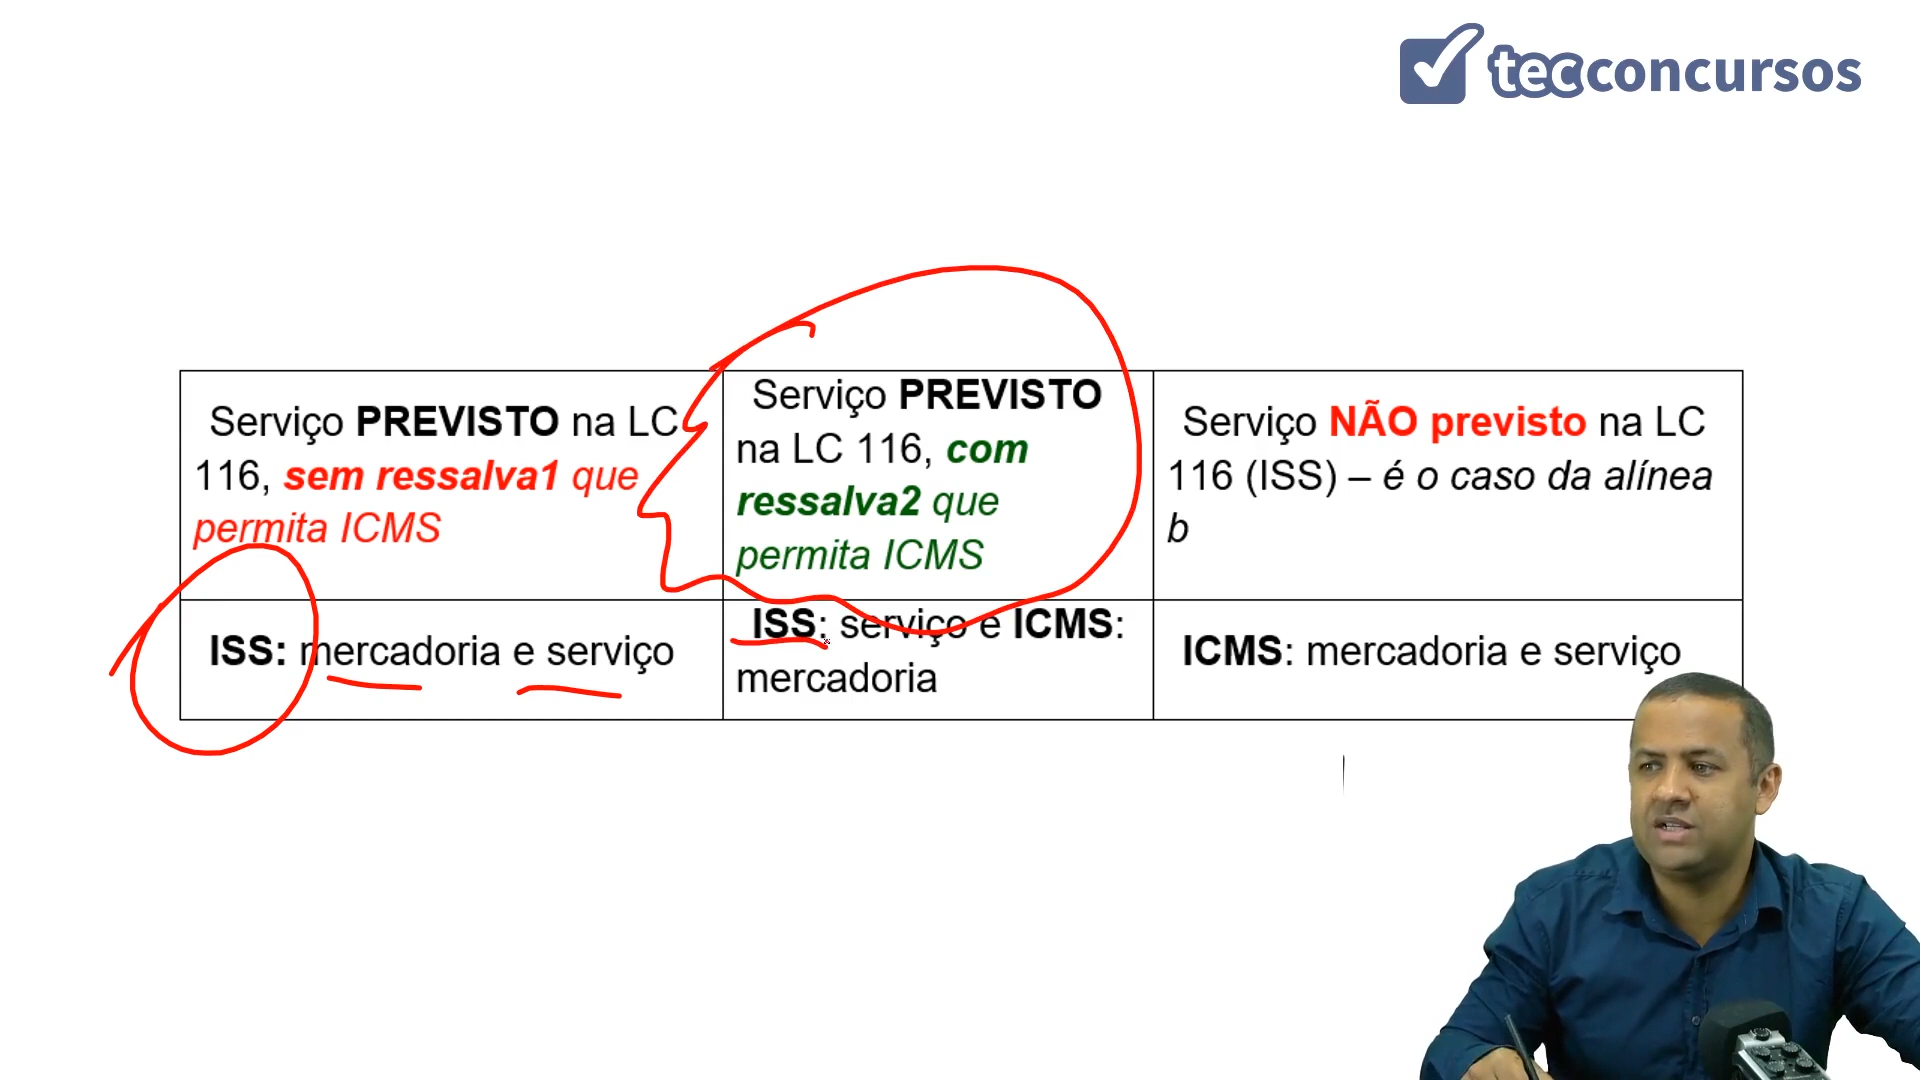 tecconcursos
Serviço PREVISTO na LC
116, sem ressalva1 que
permita ICMS
Serviço PREVISTO
na LC 116, com
ressalva2 que
permita ICMS
Serviço NÃO previsto na LC
116 (ISS) – é o caso da alínea
b
ISS: mercadoria e serviço
ISS: serviço e ICMS:
mercadoria
ICMS: mercadoria e serviço